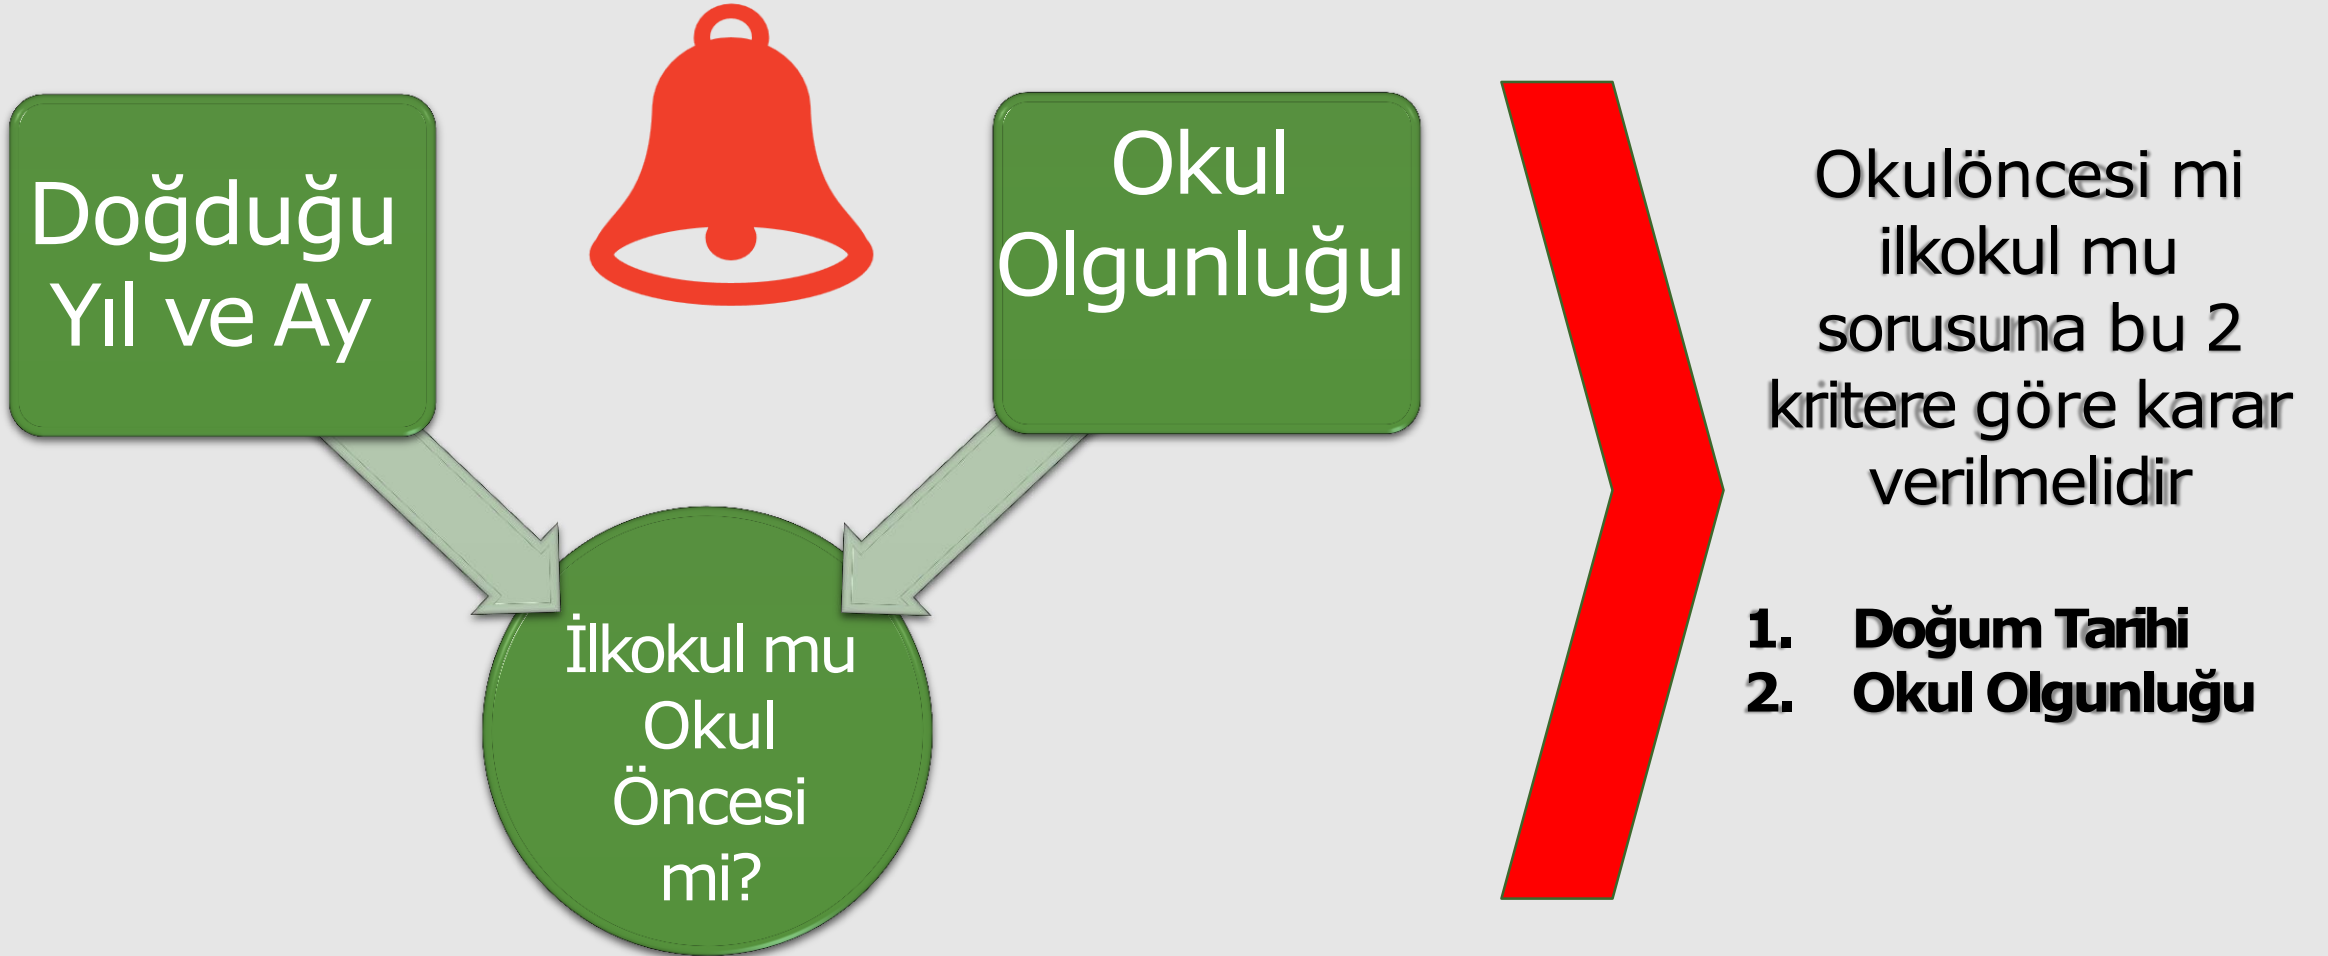 Doğduğu
Yıl ve Ay
Okul
Olgunluğu
İlkokul mu
Okul
Öncesi
mi?
Okulöncesi mi
ilkokul mu
sorusuna bu 2
kritere göre karar
verilmelidir
1. Doğum Tarihi
2. Okul Olgunluğu